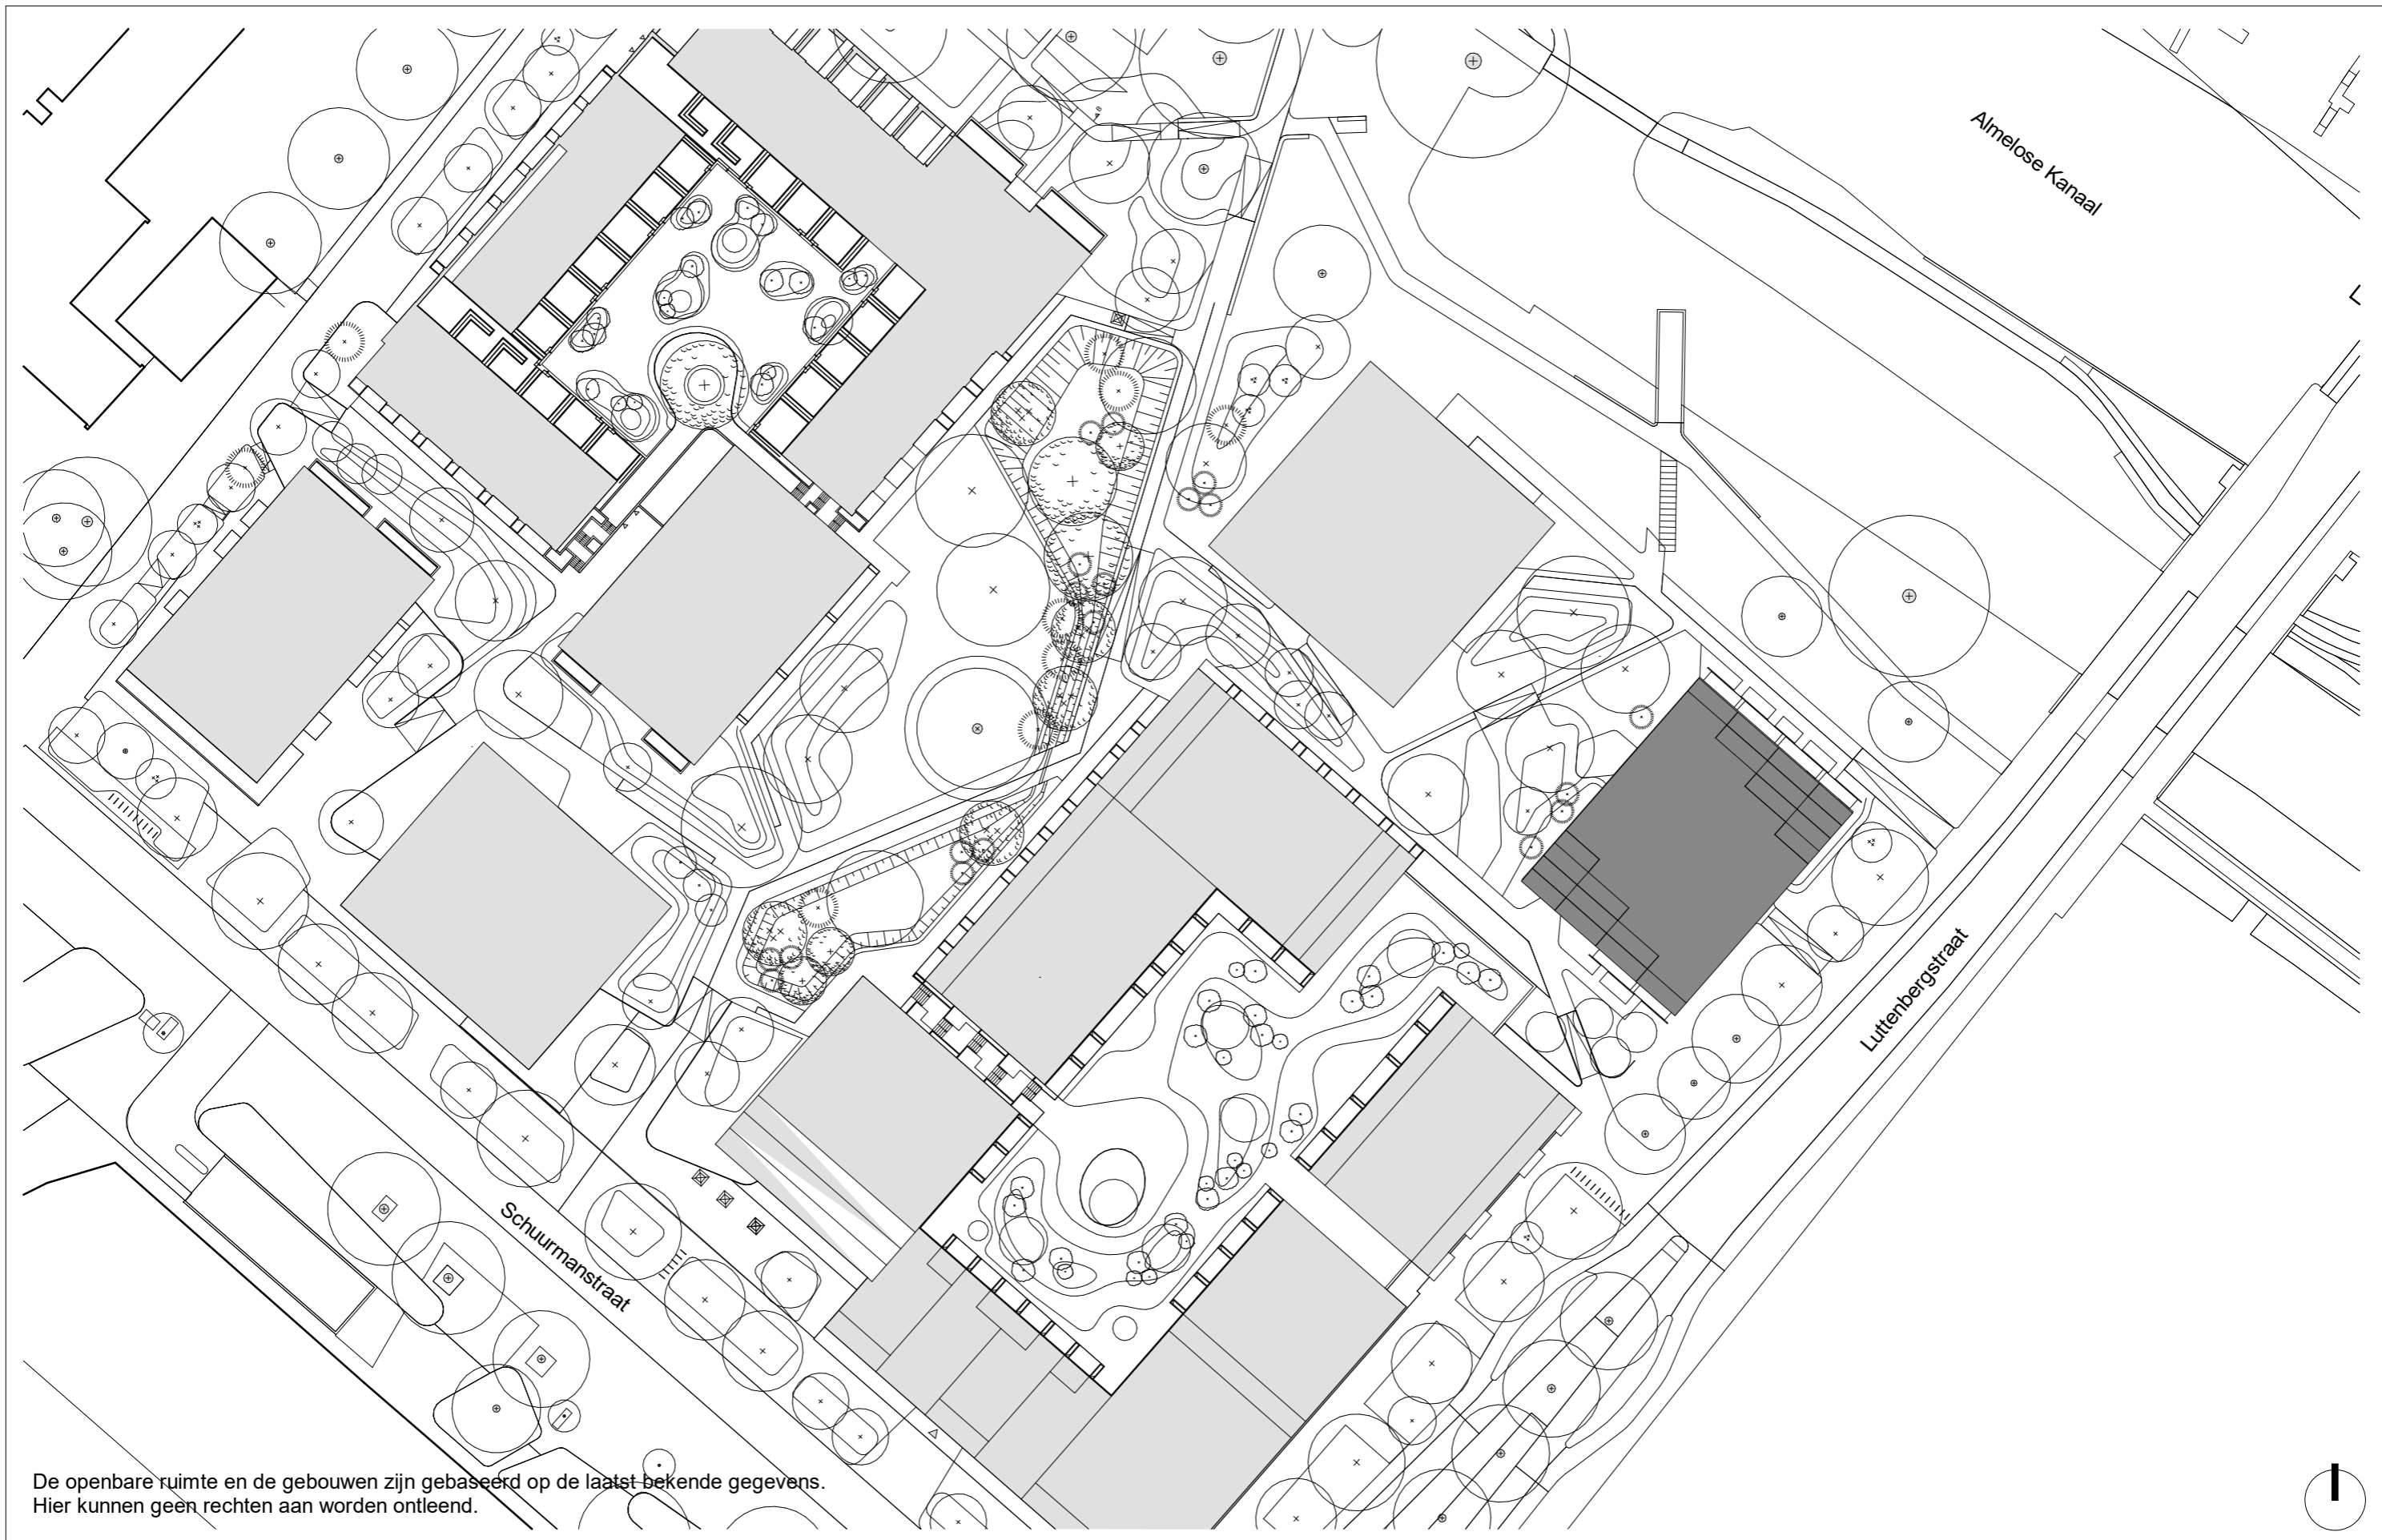 Almelose Kanaal
Luttenbergstraat
Schuurmanstraat
De openbare ruimte en de gebouwen zijn gebaseerd op de laatst bekende gegevens.
Hier kunnen geen rechten aan worden ontleend.